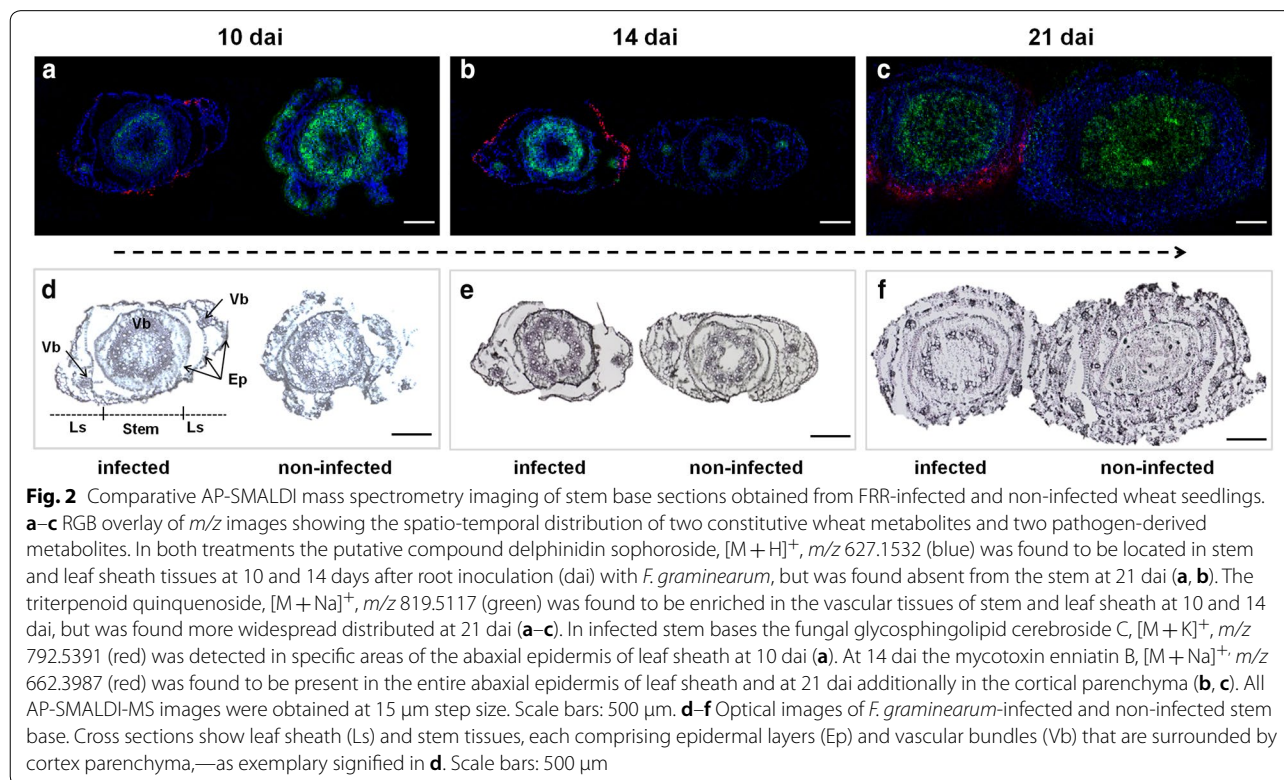 10 dai 14 dai 21 dai
a b c
d e f
Vb
Vb
Vb
Ep
Ls Stem Ls
infected non-infected infected non-infected infected non-infected
Fig. 2 Comparative AP-SMALDI mass spectrometry imaging of stem base sections obtained from FRR-infected and non-infected wheat seedlings.
a–c RGB overlay of m/z images showing the spatio-temporal distribution of two constitutive wheat metabolites and two pathogen-derived
metabolites. In both treatments the putative compound delphinidin sophoroside, [M + H]⁺, m/z 627.1532 (blue) was found to be located in stem
and leaf sheath tissues at 10 and 14 days after root inoculation (dai) with F. graminearum, but was found absent from the stem at 21 dai (a, b). The
triterpenoid quinquenoside, [M + Na]⁺, m/z 819.5117 (green) was found to be enriched in the vascular tissues of stem and leaf sheath at 10 and 14
dai, but was found more widespread distributed at 21 dai (a–c). In infected stem bases the fungal glycosphingolipid cerebroside C, [M + K]⁺, m/z
792.5391 (red) was detected in specific areas of the abaxial epidermis of leaf sheath at 10 dai (a). At 14 dai the mycotoxin enniatin B, [M + Na]⁺, m/z
662.3987 (red) was found to be present in the entire abaxial epidermis of leaf sheath and at 21 dai additionally in the cortical parenchyma (b, c). All
AP-SMALDI-MS images were obtained at 15 μm step size. Scale bars: 500 μm. d–f Optical images of F. graminearum-infected and non-infected stem
base. Cross sections show leaf sheath (Ls) and stem tissues, each comprising epidermal layers (Ep) and vascular bundles (Vb) that are surrounded by
cortex parenchyma,—as exemplary signified in d. Scale bars: 500 μm